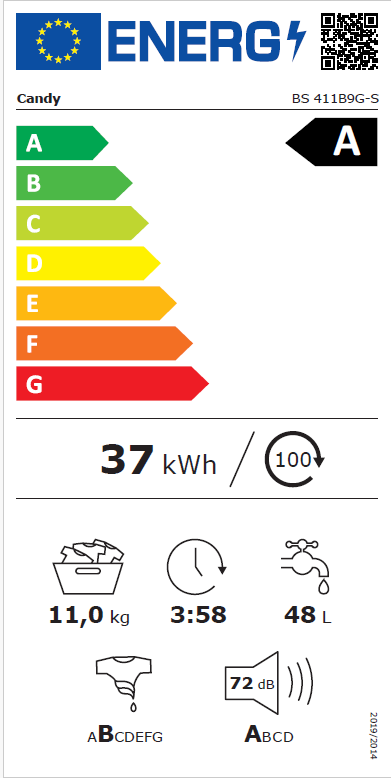 ENERG
Candy BS 411B9G-S
A A
B
C
D
E
F
G
37 kWh / 100
11,0 kg 3:58 48 L
72 dB
ABCDEFG ABCD
2019/2014